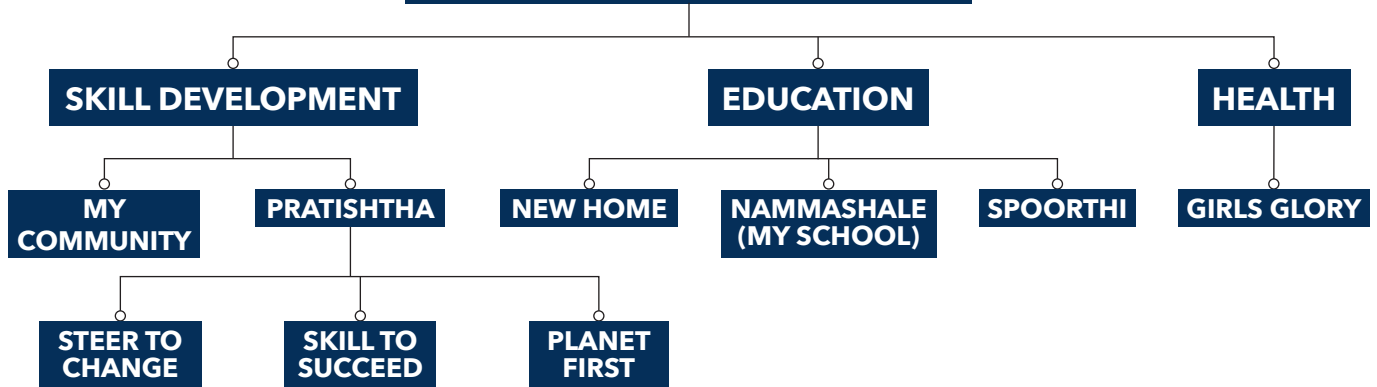 SKILL DEVELOPMENT
EDUCATION
HEALTH
MY
COMMUNITY
PRATISHTHA
NEW HOME
NAMMASHALE
(MY SCHOOL)
SPOORTHI
GIRLS GLORY
STEER TO
CHANGE
SKILL TO
SUCCEED
PLANET
FIRST